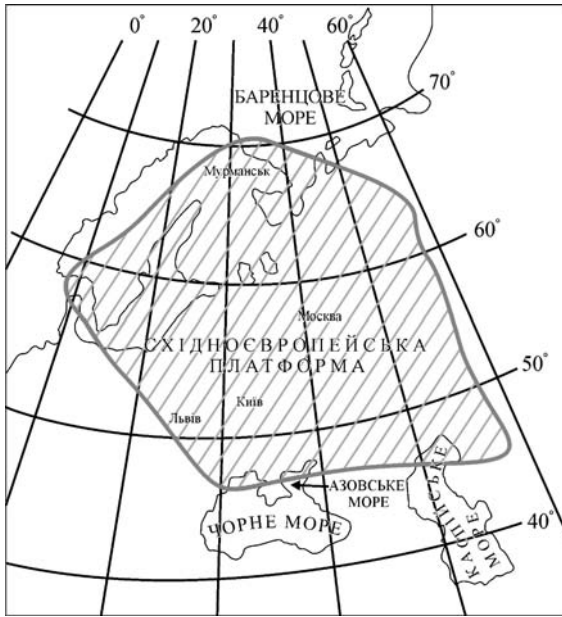 0° 20° 40° 60°
70°
БАРЕНЦОВЕ
МОРЕ
Мурманськ
60°
Москва
СХІДНОЄВРОПЕЙСЬКА
ПЛАТФОРМА
50°
Київ
Львів
АЗОВСЬКЕ
МОРЕ
ЧОРНЕ МОРЕ
КАСПІЙСЬКЕ
МОРЕ
40°